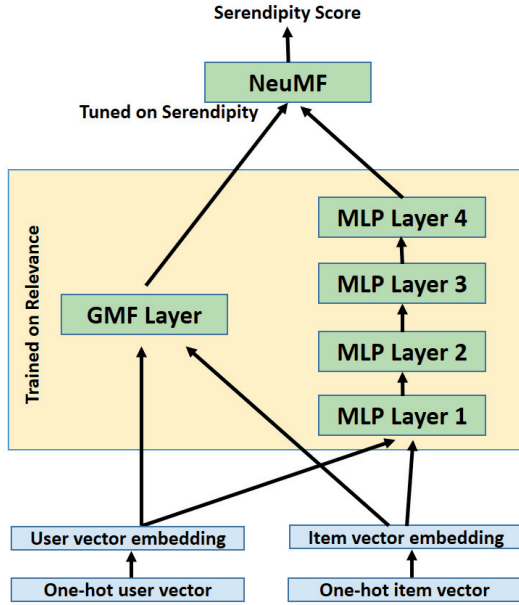 Serendipity Score
NeuMF
Tuned on Serendipity
Trained on Relevance
MLP Layer 4
MLP Layer 3
GMF Layer
MLP Layer 2
MLP Layer 1
User vector embedding
Item vector embedding
One-hot user vector
One-hot item vector